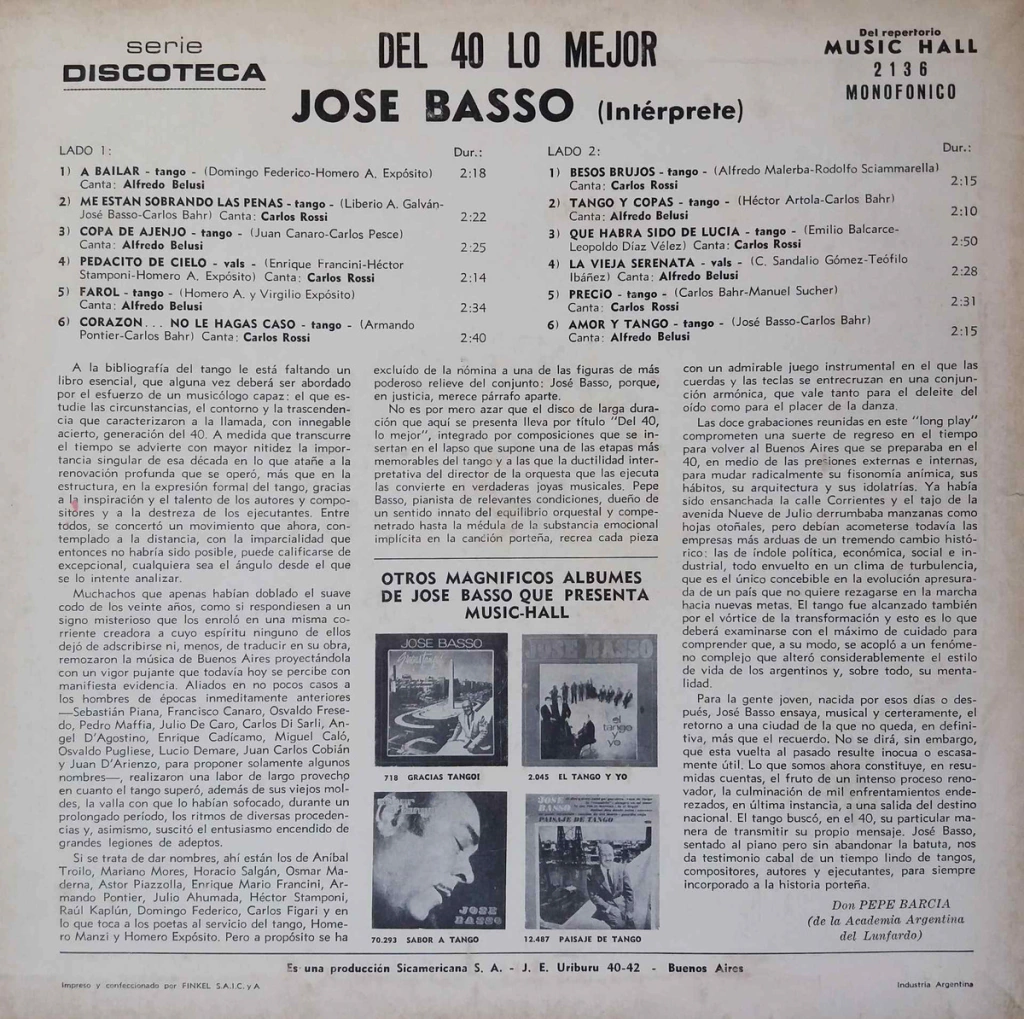 serie
DISCOTECA
DEL 40 LO MEJOR
JOSE BASSO (Intérprete)
Del repertorio
MUSIC HALL
2136
MONOFONICO
LADO 1: Dur.:
1) A BAILAR - tango - (Domingo Federico-Homero A. Expósito) 2:18
Canta: Alfredo Belusi
2) ME ESTAN SOBRANDO LAS PENAS - tango - (Liberio A. Galván-
José Basso-Carlos Bahr) Canta: Carlos Rossi 2:22
3) COPA DE AJENJO - tango - (Juan Canaro-Carlos Pesce)
Canta: Alfredo Belusi 2:25
4) PEDACITO DE CIELO - vals - (Enrique Francini-Héctor
Stamponi-Homero A. Expósito) Canta: Carlos Rossi 2:14
5) FAROL - tango - (Homero A. y Virgilio Expósito)
Canta: Alfredo Belusi 2:34
6) CORAZON... NO LE HAGAS CASO - tango - (Armando
Pontier-Carlos Bahr) Canta: Carlos Rossi 2:40
LADO 2: Dur.:
1) BESOS BRUJOS - tango - (Alfredo Malerba-Rodolfo Sciammarella)
Canta: Carlos Rossi 2:15
2) TANGO Y COPAS - tango - (Héctor Artola-Carlos Bahr)
Canta: Alfredo Belusi 2:10
3) QUE HABRA SIDO DE LUCIA - tango - (Emilio Balcarce-
Leopoldo Díaz Vélez) Canta: Carlos Rossi 2:50
4) LA VIEJA SERENATA - vals - (C. Sandalio Gómez-Teófilo
Ibáñez) Canta: Alfredo Belusi 2:28
5) PRECiO - tango - (Carlos Bahr-Manuel Sucher)
Canta: Carlos Rossi 2:31
6) AMOR Y TANGO - tango - (José Basso-Carlos Bahr)
Canta: Alfredo Belusi 2:15
A la bibliografía del tango le está faltando un
libro esencial, que alguna vez deberá ser abordado
por el esfuerzo de un musicólogo capaz: el que es-
tudie las circunstancias, el contorno y la trascenden-
cia que caracterizaron a la llamada, con innegable
acierto, generación del 40. A medida que transcurre
el tiempo se advierte con mayor nitidez la impor-
tancia singular de esa década en lo que atañe a la
renovación profunda que se operó, más que en la
estructura, en la expresión formal del tango, gracias
a la inspiración y el talento de los autores y compo-
sitores y a la destreza de los ejecutantes. Entre
todos, se concertó un movimiento que ahora, con-
templado a la distancia, con la imparcialidad que
entonces no habría sido posible, puede calificarse de
excepcional, cualquiera sea el ángulo desde el que
se lo intente analizar.
Muchachos que apenas habían doblado el suave
codo de los veinte años, como si respondiesen a un
signo misterioso que los enroló en una misma co-
rriente creadora a cuyo espíritu ninguno de ellos
dejó de adscribirse ni, menos, de traducir en su obra,
remozaron la música de Buenos Aires proyectándola
con un vigor pujante que todavía hoy se percibe con
manifiesta evidencia. Aliados en no pocos casos a
los hombres de épocas inmeditamente anteriores
—Sebastián Piana, Francisco Canaro, Osvaldo Frese-
do, Pedro Maffia, Julio De Caro, Carlos Di Sarli, An-
gel D'Agostino, Enrique Cadícamo, Miguel Caló,
Osvaldo Pugliese, Lucio Demare, Juan Carlos Cobián
y Juan D'Arienzo, para proponer solamente algunos
nombres—, realizaron una labor de largo provecho
en cuanto el tango superó, además de sus viejos mol-
des, la valla con que lo habían sofocado, durante un
prolongado período, los ritmos de diversas proceden-
cias y, asimismo, suscitó el entusiasmo encendido de
grandes legiones de adeptos.
Si se trata de dar nombres, ahí están los de Aníbal
Troilo, Mariano Mores, Horacio Salgán, Osmar Ma-
derna, Astor Piazzolla, Enrique Mario Francini, Ar-
mando Pontier, Julio Ahumada, Héctor Stamponi,
Raúl Kaplún, Domingo Federico, Carlos Figari y en
lo que toca a los poetas al servicio del tango, Home-
ro Manzi y Homero Expósito. Pero a propósito se ha
excluído de la nómina a una de las figuras de más
poderoso relieve del conjunto: José Basso, porque,
en justicia, merece párrafo aparte.
No es por mero azar que el disco de larga dura-
ción que aquí se presenta lleva por título "Del 40,
lo mejor", integrado por composiciones que se in-
sertan en el lapso que supone una de las etapas más
memorables del tango y a las que la ductilidad inter-
pretativa del director de la orquesta que las ejecuta
las convierte en verdaderas joyas musicales. Pepe
Basso, pianista de relevantes condiciones, dueño de
un sentido innato del equilibrio orquestal y compe-
netrado hasta la médula de la substancia emocional
implícita en la canción porteña, recrea cada pieza
OTROS MAGNIFICOS ALBUMES
DE JOSE BASSO QUE PRESENTA
MUSIC-HALL
JOSE BASSO
Gracias Tango!
718 GRACIAS TANGO!
JOSE BASSO
el
tango
y yo
2.045 EL TANGO Y YO
JOSE
BASSO
70.293 SABOR A TANGO
JOSE
BASSO
PAISAJE DE TANGO
12.487 PAISAJE DE TANGO
con un admirable juego instrumental en el que las
cuerdas y las teclas se entrecruzan en una conjun-
ción armónica, que vale tanto para el deleite del
oído como para el placer de la danza.
Las doce grabaciones reunidas en este "long play"
comprometen una suerte de regreso en el tiempo
para volver al Buenos Aires que se preparaba en el
40, en medio de las presiones externas e internas,
para mudar radicalmente su fisonomía anímica, sus
hábitos, su arquitectura y sus idolatrías. Ya había
sido ensanchada la calle Corrientes y el tajo de la
avenida Nueve de Julio derrumbaba manzanas como
hojas otoñales, pero debían acometerse todavía las
empresas más arduas de un tremendo cambio histó-
rico: las de índole política, económica, social e in-
dustrial, todo envuelto en un clima de turbulencia,
que es el único concebible en la evolución apresura-
da de un país que no quiere rezagarse en la marcha
hacia nuevas metas. El tango fue alcanzado también
por el vórtice de la transformación y esto es lo que
deberá examinarse con el máximo de cuidado para
comprender que, a su modo, se acopló a un fenóme-
no complejo que alteró considerablemente el estilo
de vida de los argentinos y, sobre todo, su menta-
lidad.
Para la gente joven, nacida por esos días o des-
pués, José Basso ensaya, musical y certeramente, el
retorno a una ciudad de la que no queda, en defini-
tiva, más que el recuerdo. No se dirá, sin embargo,
que esta vuelta al pasado resulte inocua o escasa-
mente útil. Lo que somos ahora constituye, en resu-
midas cuentas, el fruto de un intenso proceso reno-
vador, la culminación de mil enfrentamientos ende-
rezados, en última instancia, a una salida del destino
nacional. El tango buscó, en el 40, su particular ma-
nera de transmitir su propio mensaje. José Basso,
sentado al piano pero sin abandonar la batuta, nos
da testimonio cabal de un tiempo lindo de tangos,
compositores, autores y ejecutantes, para siempre
incorporado a la historia porteña.
Don PEPE BARCIA
(de la Academia Argentina
del Lunfardo)
Es una producción Sicamericana S. A. - J. E. Uriburu 40-42 - Buenos Aires
Impreso y confeccionado por FINKEL S.A.I.C. y A.
Industria Argentina